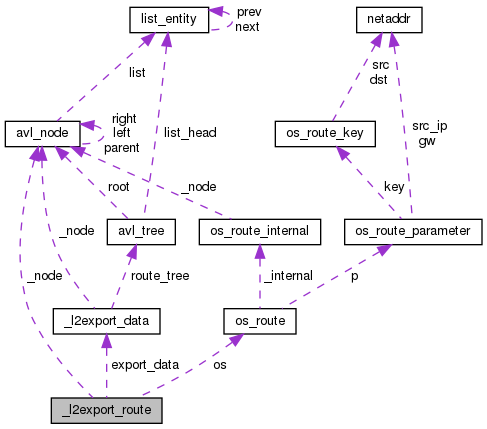 list_entity
prev
next
netaddr
list
src
dst
avl_node
right
left
parent
list_head
os_route_key
src_ip
gw
root
_node
key
_node
avl_tree
os_route_internal
os_route_parameter
_node
route_tree
_internal
p
_l2export_data
os_route
export_data
os
_l2export_route